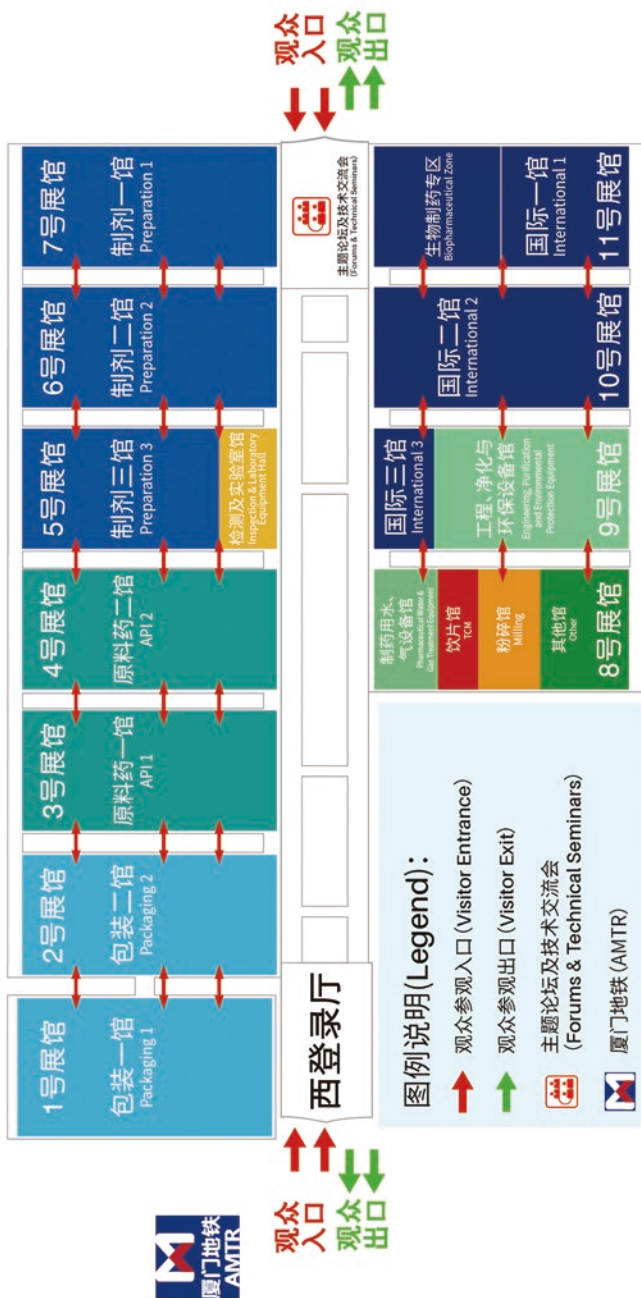 厦门地铁
AMTR
观众
入口
观众
出口
1号展馆
包装一馆
Packaging 1
2号展馆
包装二馆
Packaging 2
3号展馆
原料药一馆
API 1
4号展馆
原料药二馆
API 2
5号展馆
制剂三馆
Preparation 3
检测及实验室馆
Inspection & Laboratory
Equipment Hall
6号展馆
制剂二馆
Preparation 2
7号展馆
制剂一馆
Preparation 1
西登录厅
主题论坛及技术交流会
(Forums & Technical Seminars)
观众
入口
观众
出口
图例说明(Legend):
观众参观入口(Visitor Entrance)
观众参观出口(Visitor Exit)
主题论坛及技术交流会
(Forums & Technical Seminars)
厦门地铁(AMTR)
制药用水、
气设备馆
Pharmaceutical Water &
Gas Treatment Equipment
饮片馆
TCM
粉碎馆
Milling
其他馆
Other
8号展馆
国际三馆
International 3
工程、净化与
环保设备馆
Engineering, Purification
and Environmental
Protection Equipment
9号展馆
国际二馆
International 2
10号展馆
生物制药专区
Biopharmaceutical Zone
国际一馆
International 1
11号展馆